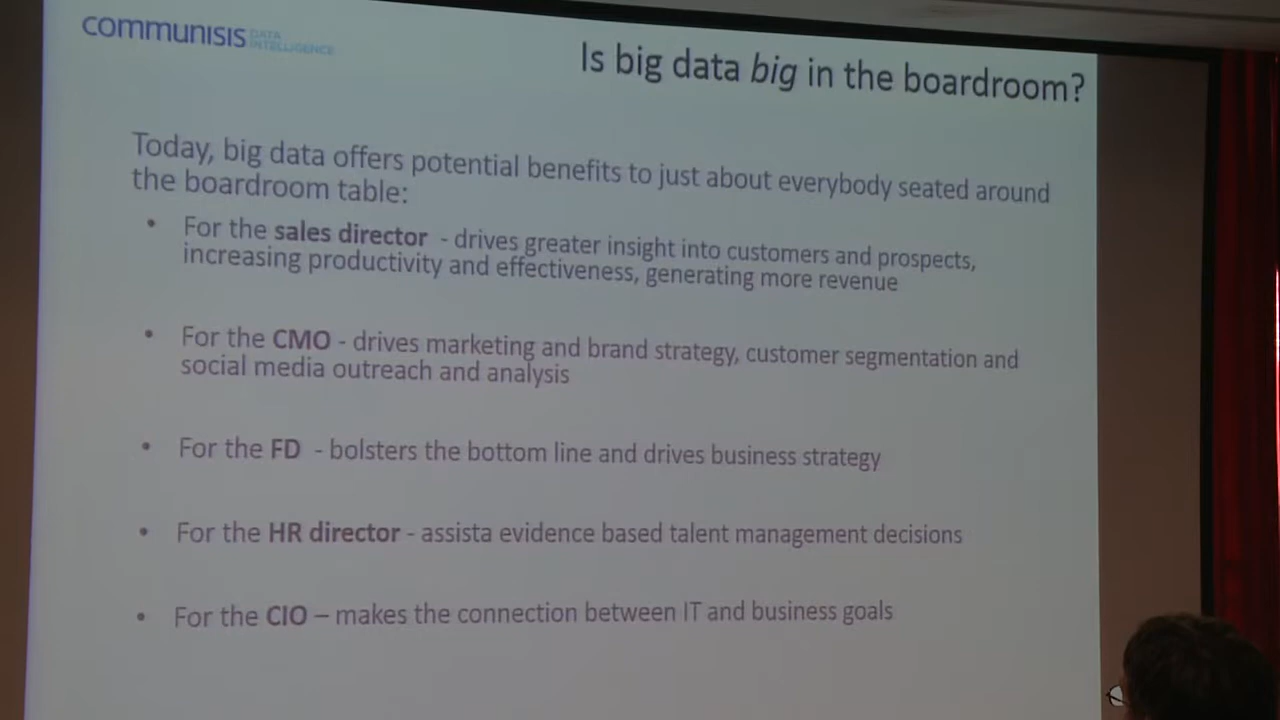 communisis DATA INTELLIGENCE
Is big data big in the boardroom?
Today, big data offers potential benefits to just about everybody seated around
the boardroom table:
• For the sales director - drives greater insight into customers and prospects,
increasing productivity and effectiveness, generating more revenue
• For the CMO - drives marketing and brand strategy, customer segmentation and
social media outreach and analysis
• For the FD - bolsters the bottom line and drives business strategy
• For the HR director - assista evidence based talent management decisions
• For the CIO – makes the connection between IT and business goals